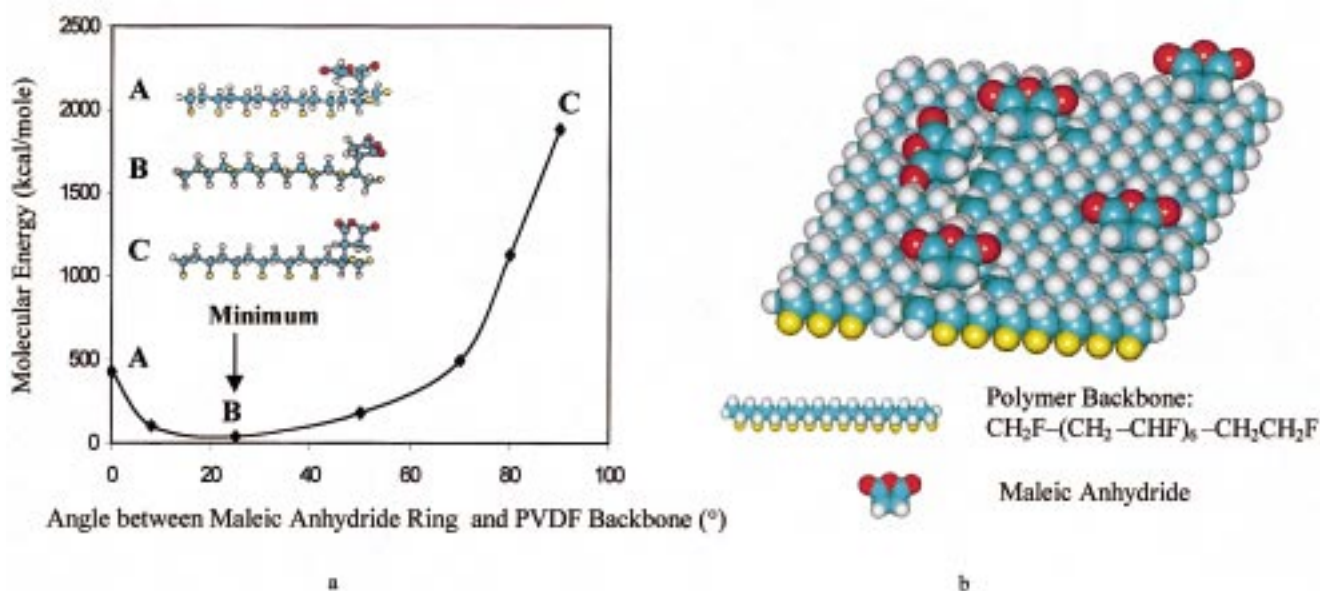 2500
2000
1500
1000
500
0
Molecular Energy (kcal/mole)
A
B
C
Minimum
A
B
C
0 20 40 60 80 100
Angle between Maleic Anhydride Ring and PVDF Backbone (°)
a
Polymer Backbone:
CH₂F–(CH₂ –CHF)₆–CH₂CH₂F
Maleic Anhydride
b